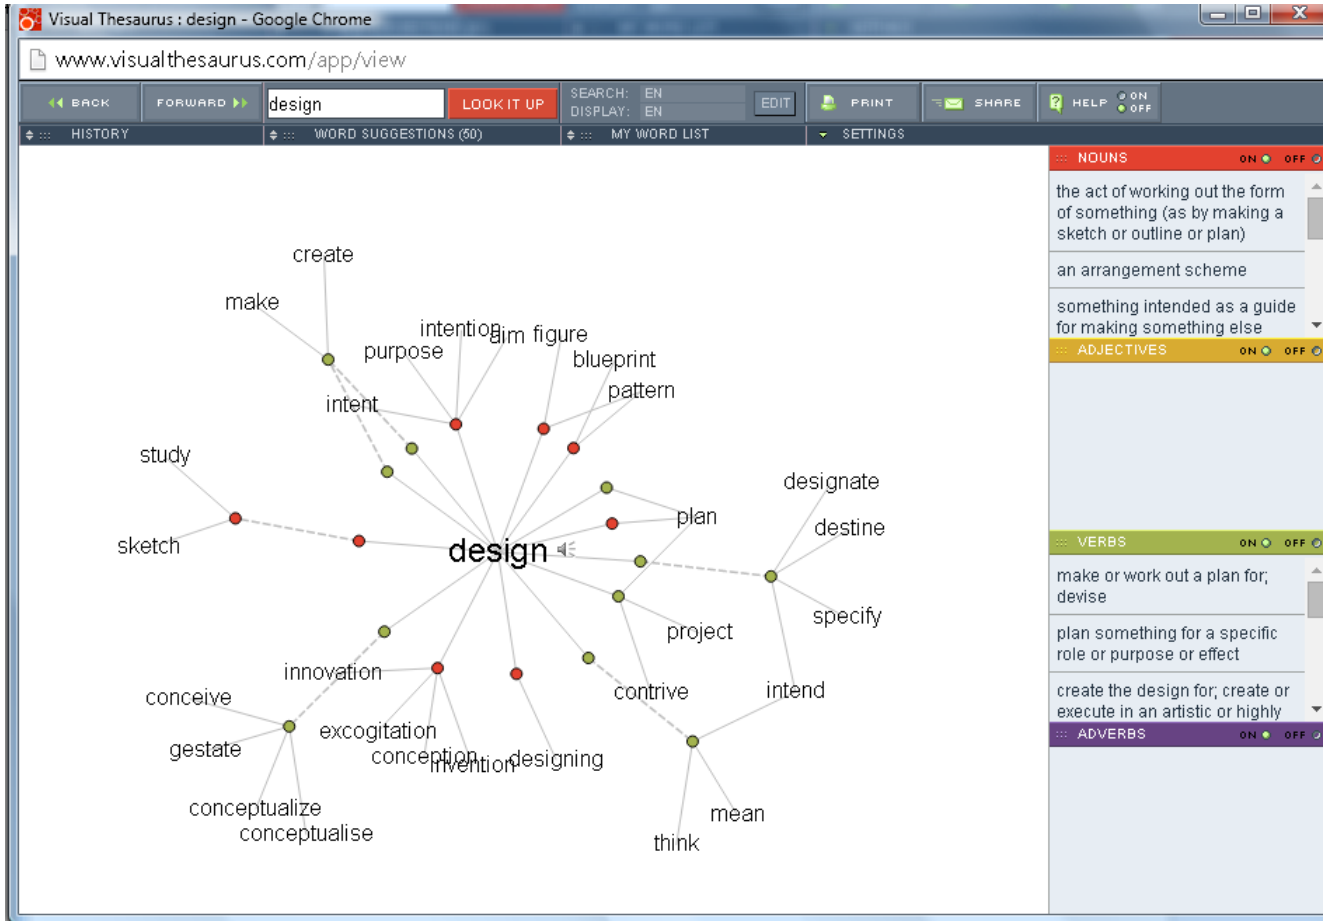 Visual Thesaurus : design - Google Chrome
www.visualthesaurus.com/app/view
BACK
FORWARD
design
LOOK IT UP
SEARCH: EN
DISPLAY: EN
EDIT
PRINT
SHARE
HELP
ON
OFF
HISTORY
WORD SUGGESTIONS (50)
MY WORD LIST
SETTINGS
create
make
intention
aim
figure
purpose
blueprint
pattern
intent
study
sketch
designate
destine
plan
design
specify
project
innovation
contrive
intend
conceive
gestate
excogitation
conception
invention
designing
conceptualize
conceptualise
mean
think
NOUNS
ON OFF
the act of working out the form
of something (as by making a
sketch or outline or plan)
an arrangement scheme
something intended as a guide
for making something else
ADJECTIVES
ON OFF
VERBS
ON OFF
make or work out a plan for;
devise
plan something for a specific
role or purpose or effect
create the design for; create or
execute in an artistic or highly
ADVERBS
ON OFF